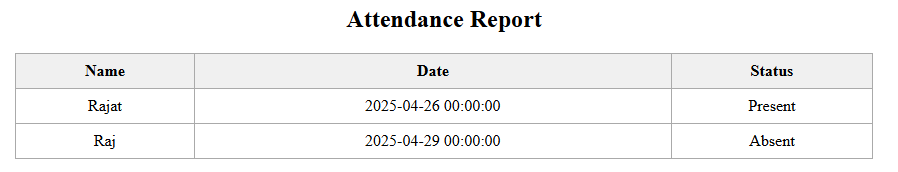 Attendance Report
Name Date Status
Rajat 2025-04-26 00:00:00 Present
Raj 2025-04-29 00:00:00 Absent